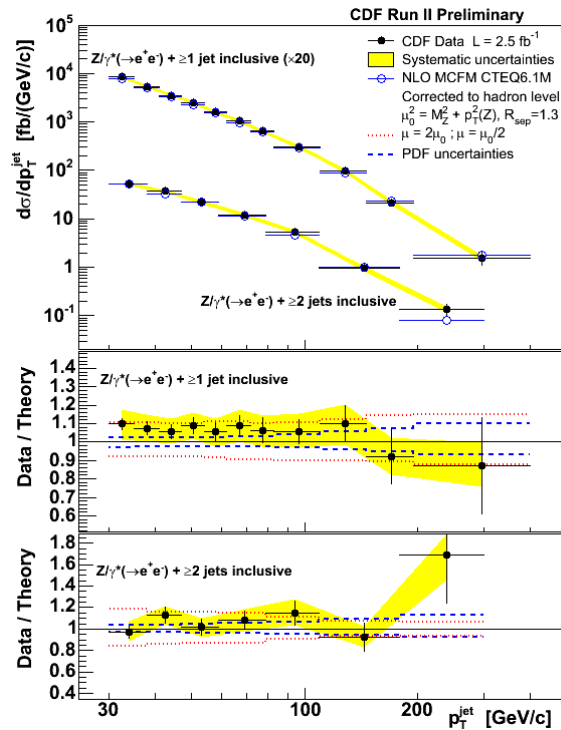 CDF Run II Preliminary
dσ/dp_T^jet [fb/(GeV/c)]
10⁵
10⁴
10³
10²
10
1
10⁻¹
Z/γ*(→e⁺e⁻) + ≥1 jet inclusive (×20)
CDF Data L = 2.5 fb⁻¹
Systematic uncertainties
NLO MCFM CTEQ6.1M
Corrected to hadron level
μ₀² = M_Z² + p_T²(Z), R_sep=1.3
μ = 2μ₀ ; μ = μ₀/2
PDF uncertainties
Z/γ*(→e⁺e⁻) + ≥2 jets inclusive
Data / Theory
1.4
1.3
1.2
1.1
1
0.9
0.8
0.7
0.6
Z/γ*(→e⁺e⁻) + ≥1 jet inclusive
Data / Theory
1.8
1.6
1.4
1.2
1
0.8
0.6
0.4
Z/γ*(→e⁺e⁻) + ≥2 jets inclusive
30 100 200
p_T^jet [GeV/c]